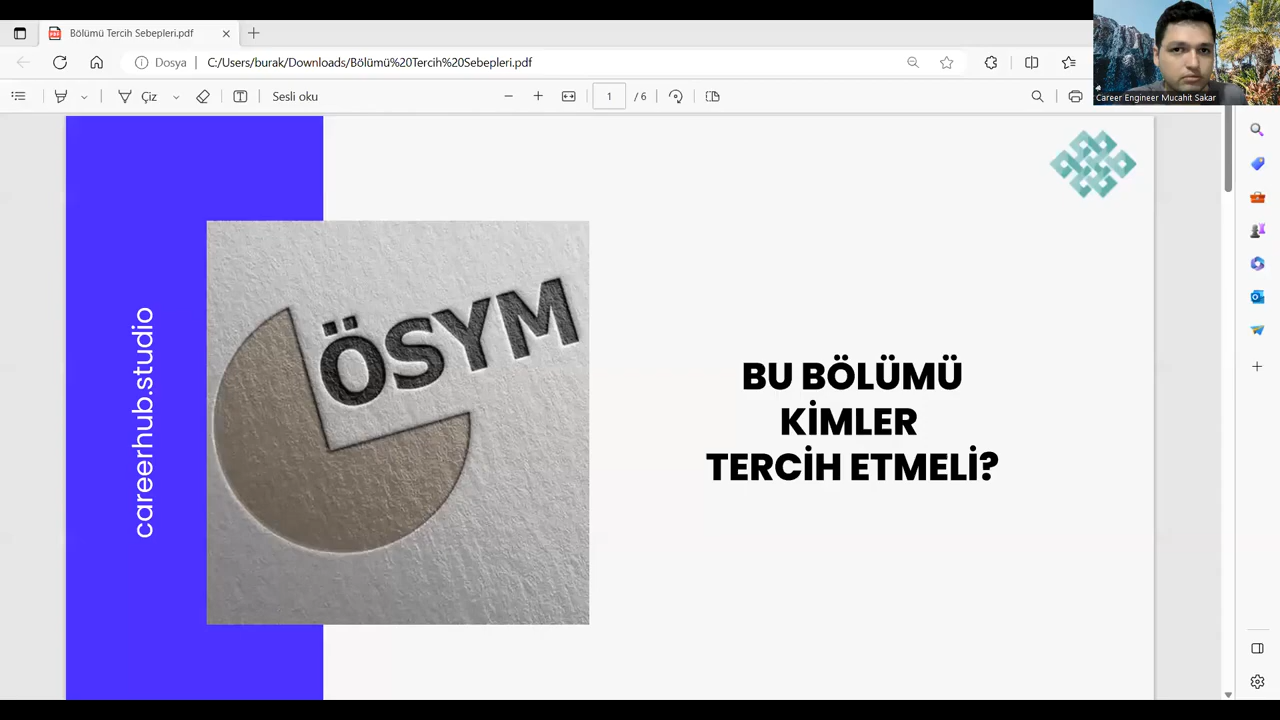 Bölümü Tercih Sebepleri.pdf
Dosya
C:/Users/burak/Downloads/Bölümü%20Tercih%20Sebepleri.pdf
Çiz
Sesli oku
1
/ 6
Career Engineer Mucahit Sakar
careerhub.studio
ÖSYM
BU BÖLÜMÜ
KİMLER
TERCİH ETMELİ?